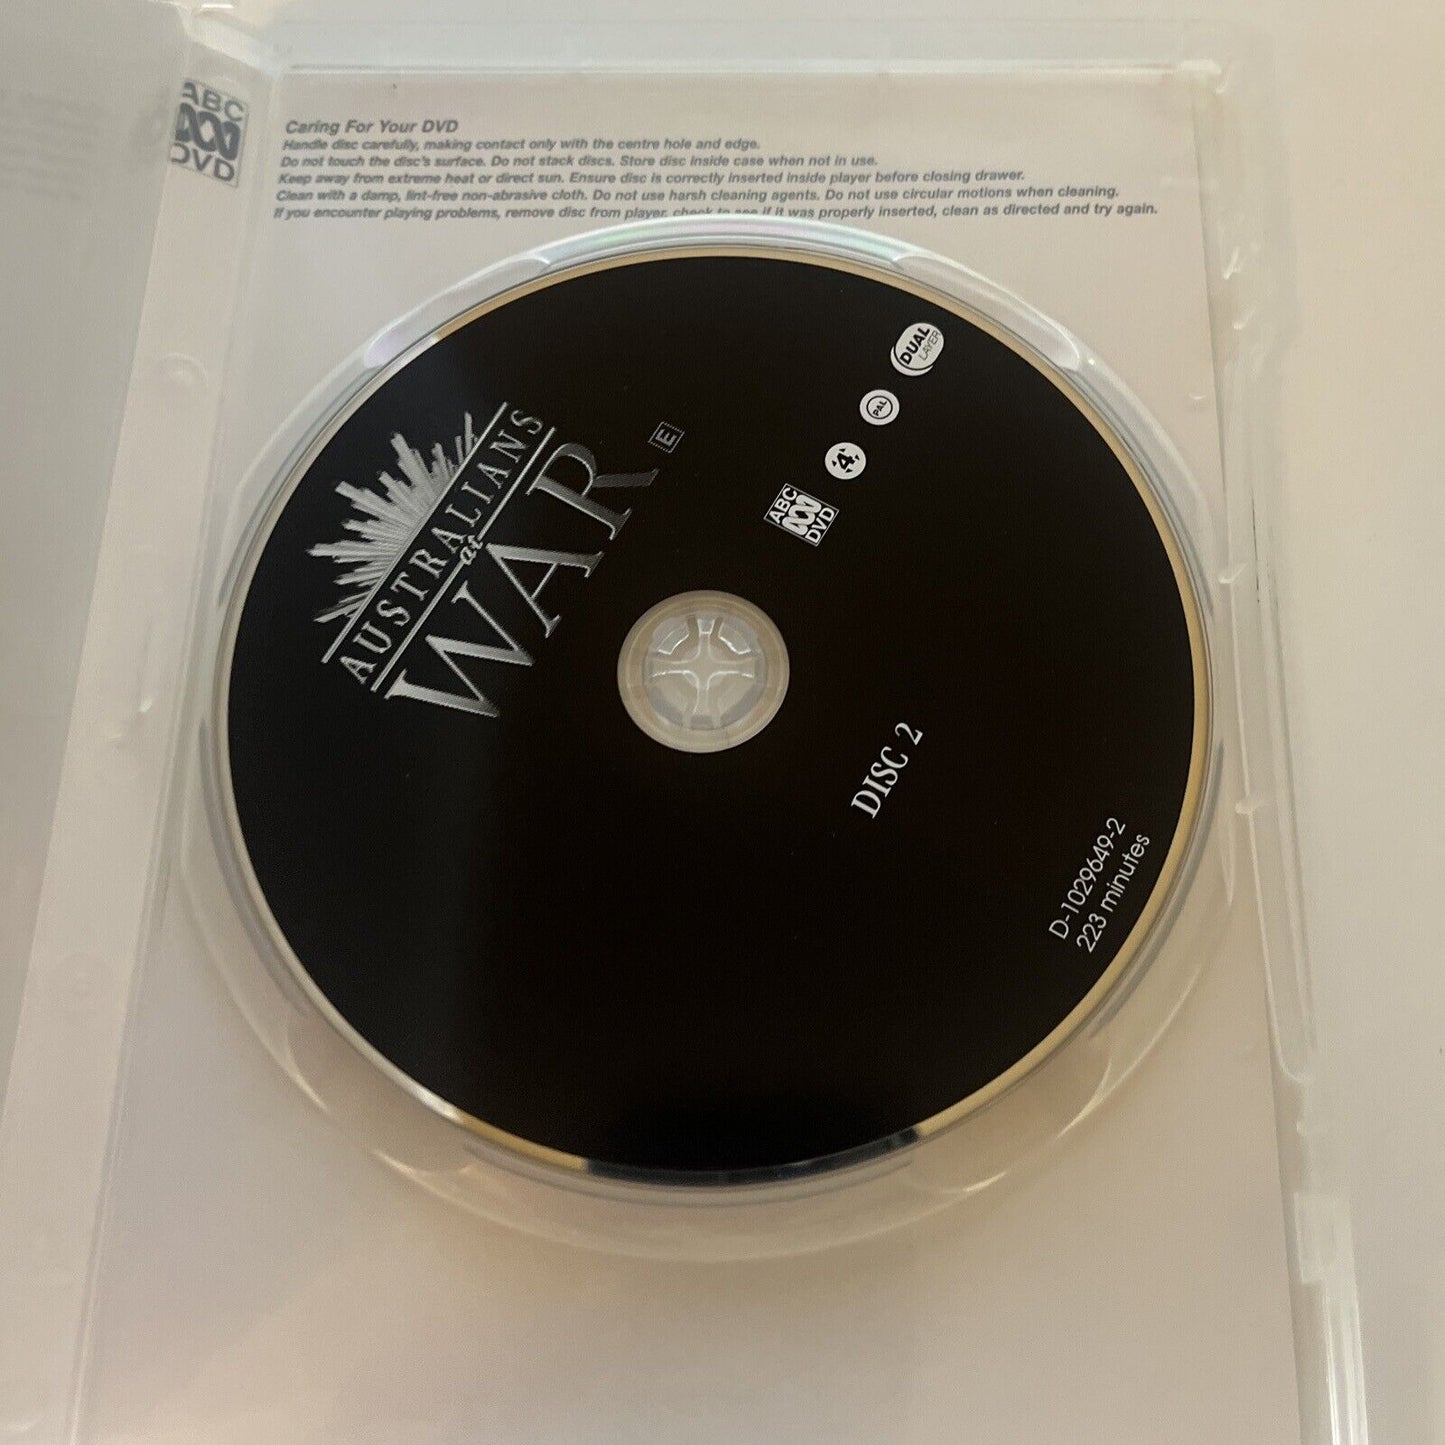 ABC
DVD
Caring For Your DVD
Handle disc carefully, making contact only with the centre hole and edge.
Do not touch the disc's surface. Do not stack discs. Store disc inside case when not in use.
Keep away from extreme heat or direct sun. Ensure disc is correctly inserted inside player before closing drawer.
Clean with a damp, lint-free non-abrasive cloth. Do not use harsh cleaning agents. Do not use circular motions when cleaning.
If you encounter playing problems, remove disc from player, check to see if it was properly inserted, clean as directed and try again.
AUSTRALIANS
at
WAR
E
DUAL
LAYER
PAL
4
ABC
DVD
DISC 2
D-1029649-2
223 minutes